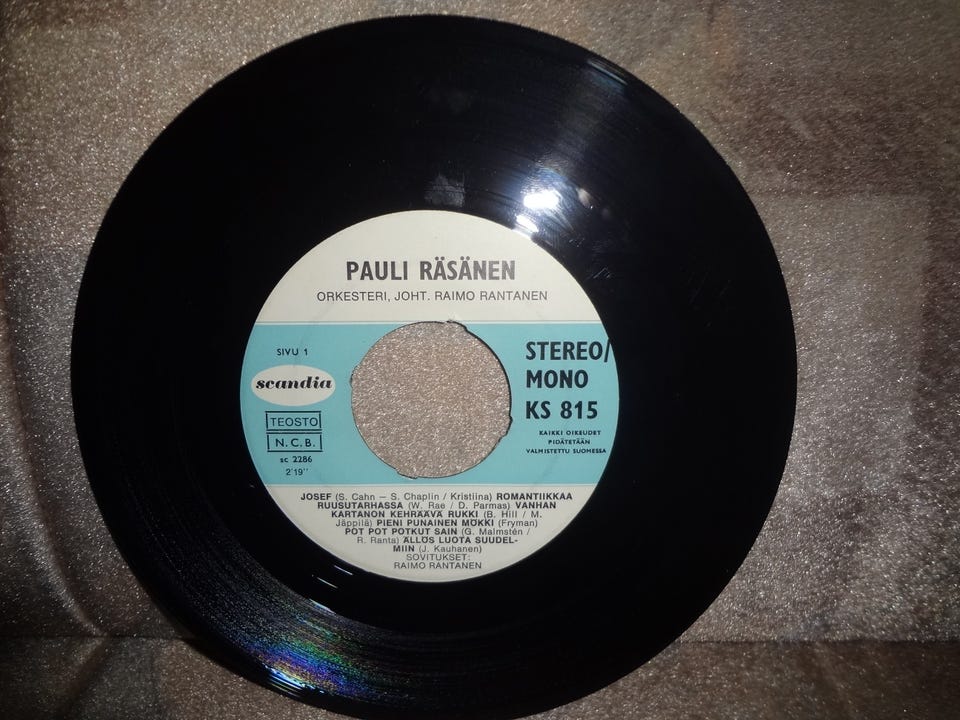 PAULI RÄSÄNEN
ORKESTERI, JOHT. RAIMO RANTANEN
SIVU 1
scandia
TEOSTO
N.C.B.
sc 2286
2'19''
STEREO/
MONO
KS 815
KAIKKI OIKEUDET
PIDÄTETÄÄN
VALMISTETTU SUOMESSA
JOSEF (S. Cahn – S. Chaplin / Kristiina) ROMANTIIKKAA
RUUSUTARHASSA (W. Rae / D. Parmas) VANHAN
KARTANON KEHRÄÄVÄ RUKKI (B. Hill / M.
Jäppilä) PIENI PUNAINEN MÖKKI (Fryman)
POT POT POTKUT SAIN (G. Malmstén /
R. Ranta) ÄLLÖS LUOTA SUUDEL-
MIIN (J. Kauhanen)
SOVITUKSET:
RAIMO RANTANEN